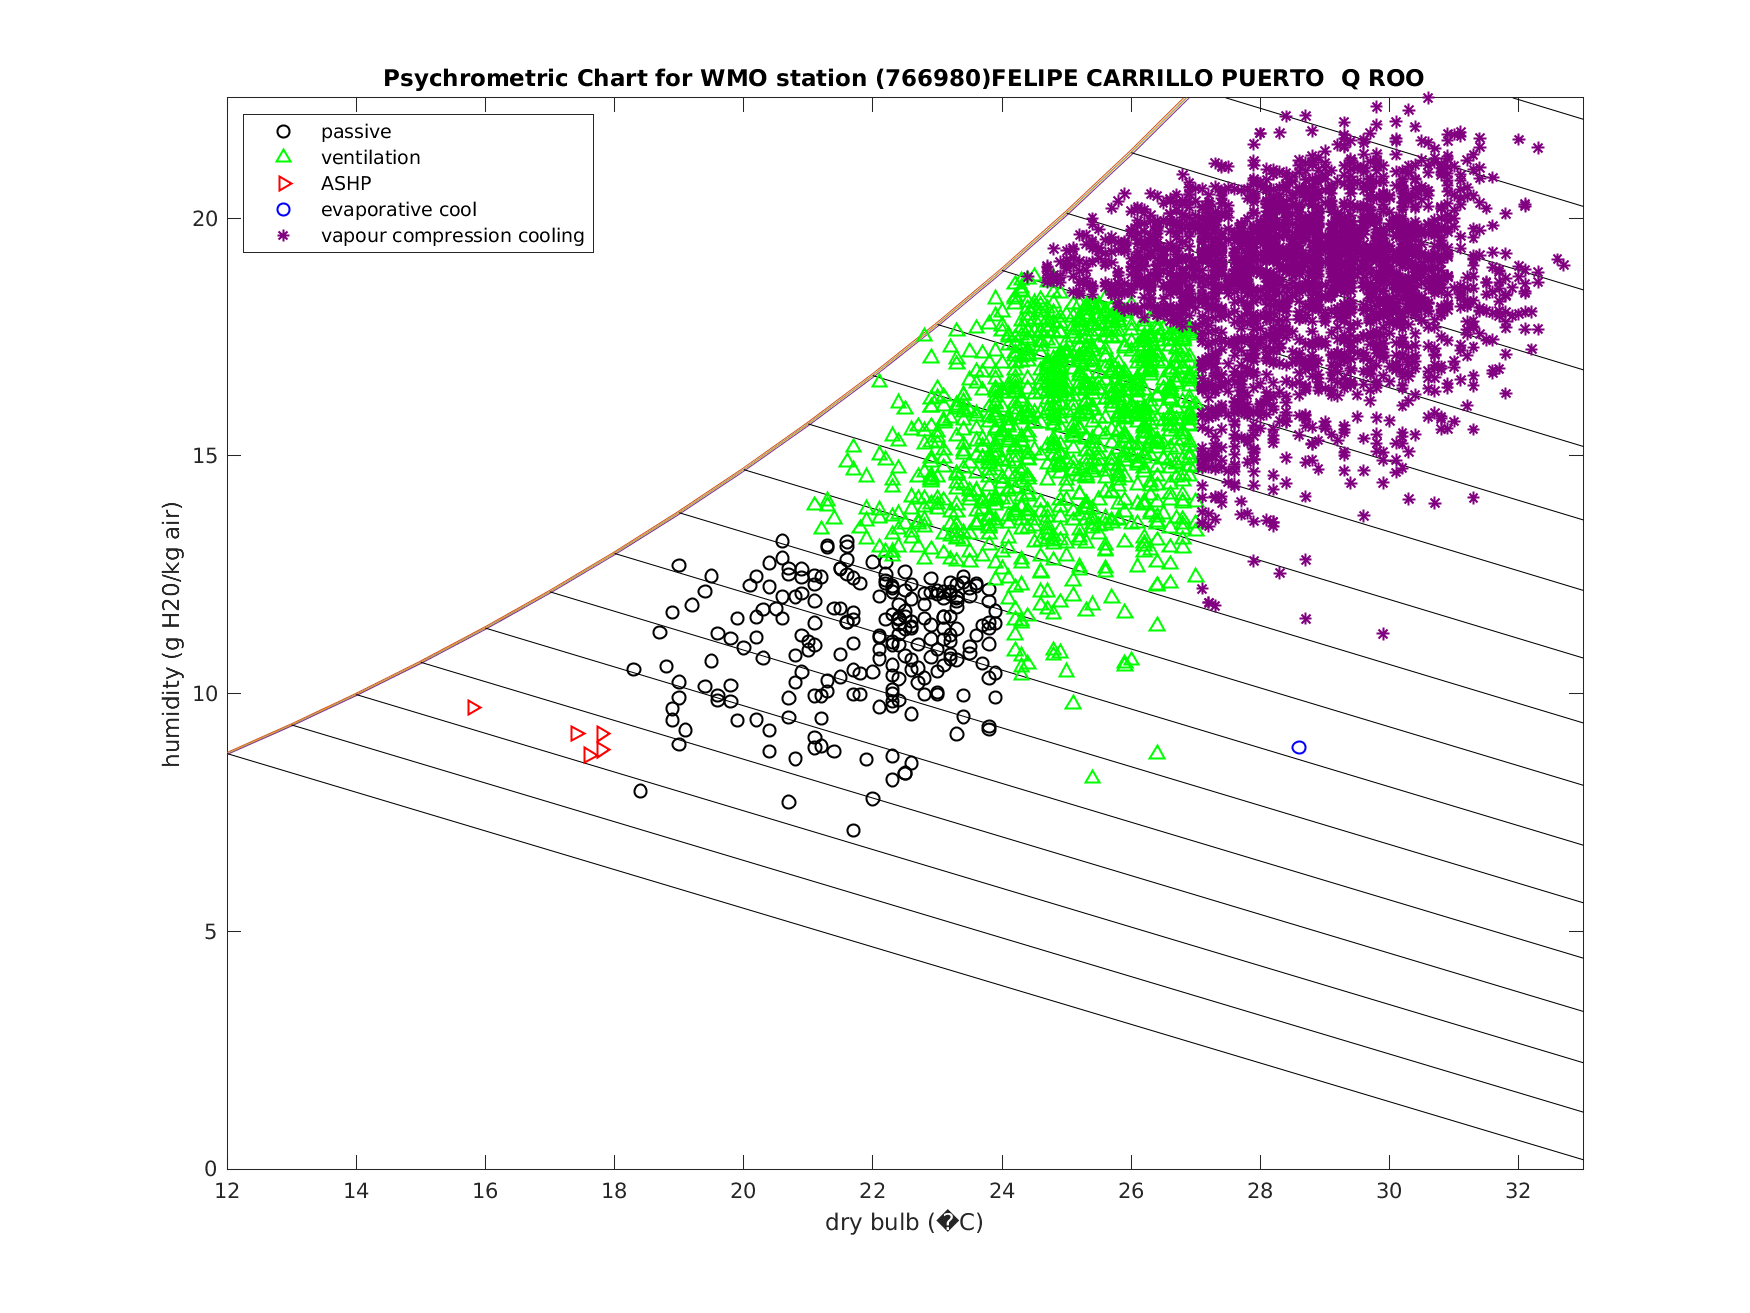 Psychrometric Chart for WMO station (766980)FELIPE CARRILLO PUERTO  Q ROO
passive
ventilation
ASHP
evaporative cool
vapour compression cooling
humidity (g H20/kg air)
20
15
10
5
0
12 14 16 18 20 22 24 26 28 30 32
dry bulb (�C)